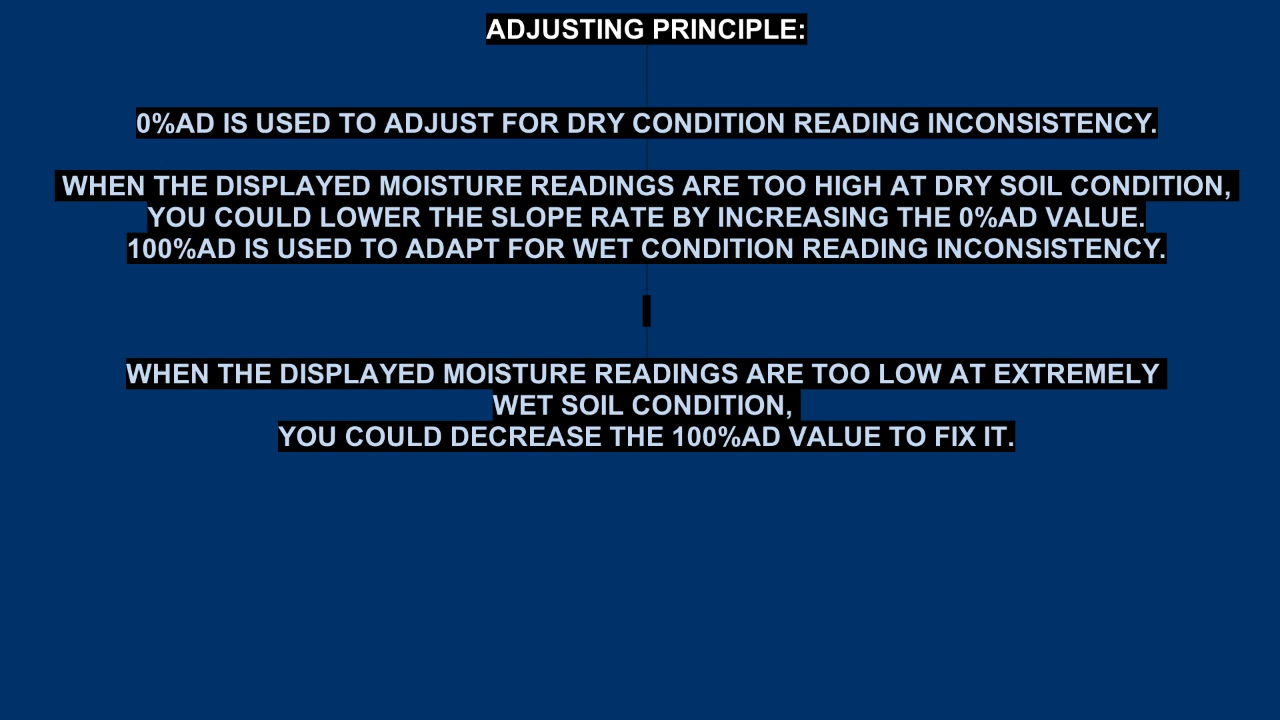 ADJUSTING PRINCIPLE:
0%AD IS USED TO ADJUST FOR DRY CONDITION READING INCONSISTENCY.
WHEN THE DISPLAYED MOISTURE READINGS ARE TOO HIGH AT DRY SOIL CONDITION,
YOU COULD LOWER THE SLOPE RATE BY INCREASING THE 0%AD VALUE.
100%AD IS USED TO ADAPT FOR WET CONDITION READING INCONSISTENCY.
WHEN THE DISPLAYED MOISTURE READINGS ARE TOO LOW AT EXTREMELY
WET SOIL CONDITION,
YOU COULD DECREASE THE 100%AD VALUE TO FIX IT.